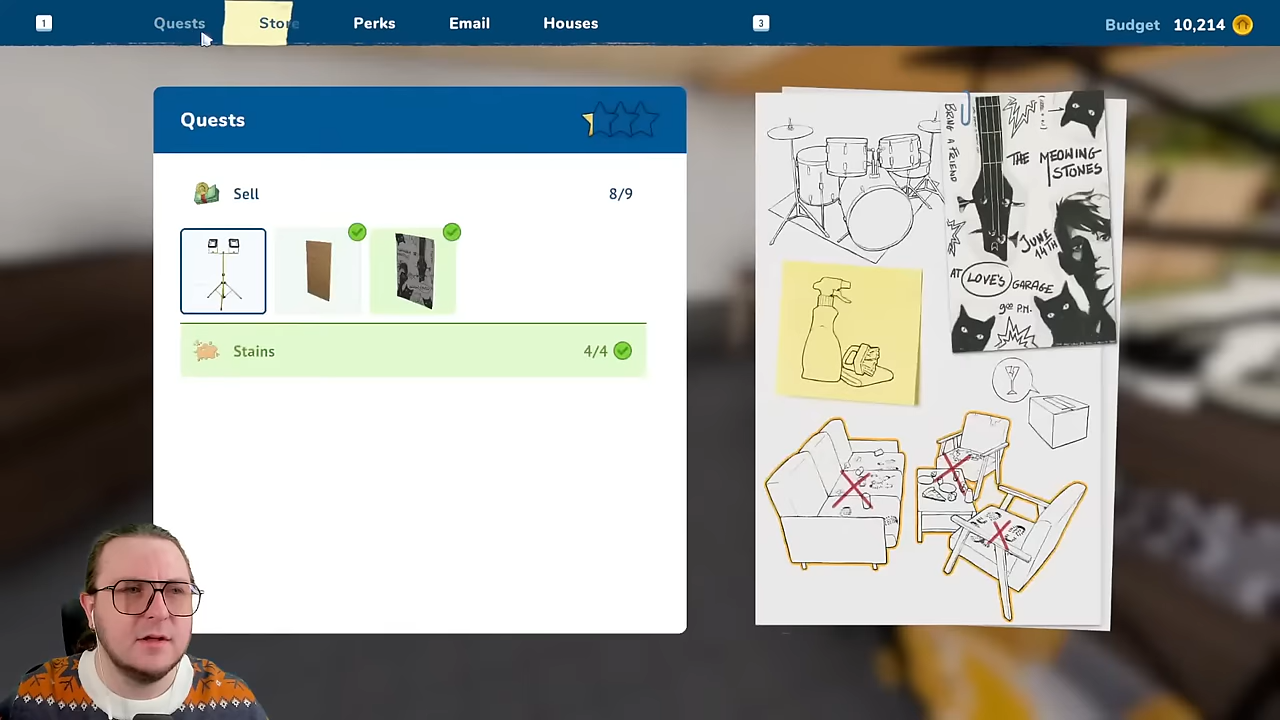 1
Quests
Store
Perks
Email
Houses
3
Budget 10,214
Quests
Sell
8/9
Stains
4/4
BRING A FRIEND
THE MEOWING
STONES
JUNE
14TH
AT LOVE'S GARAGE
9:00 P.M.